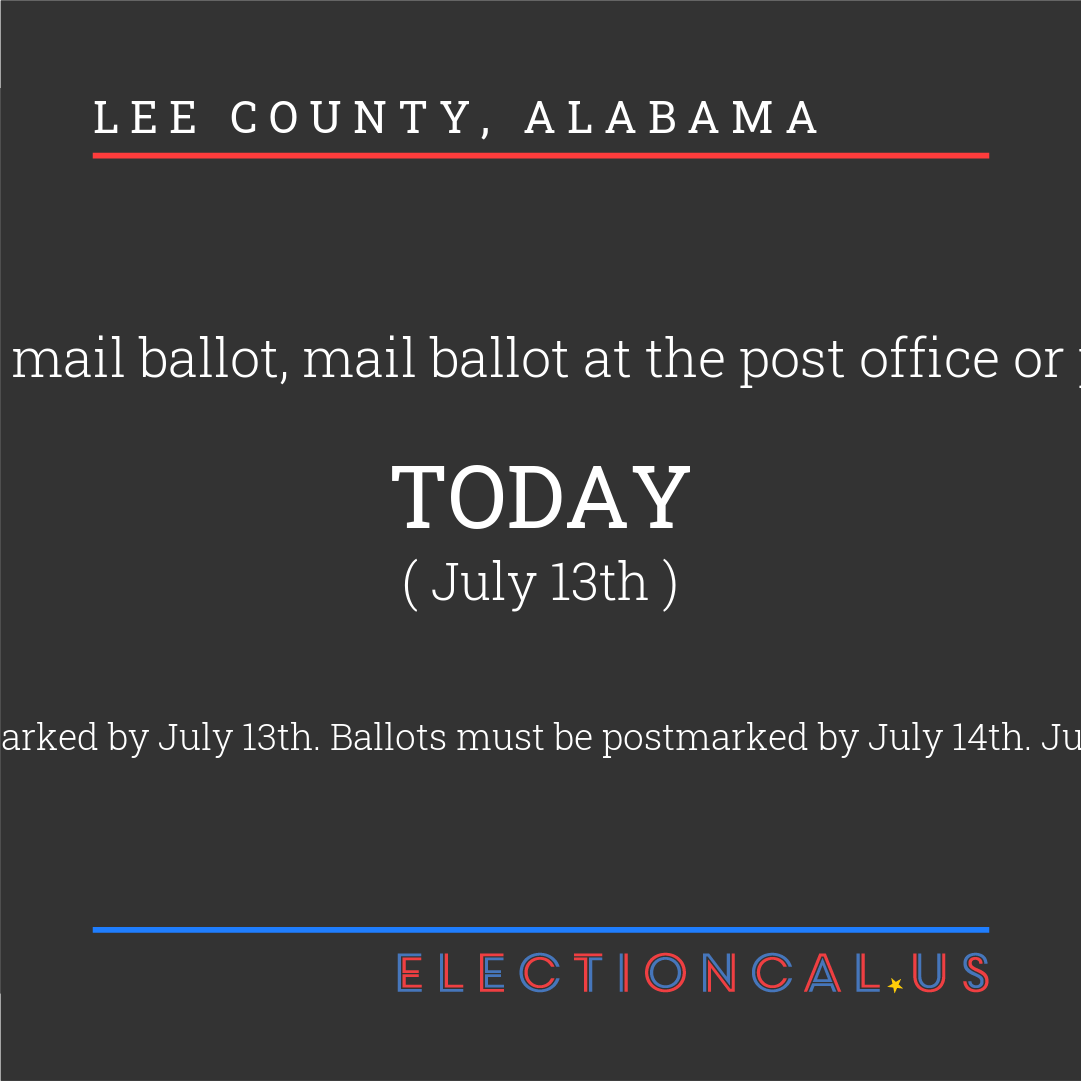 LEE COUNTY, ALABAMA
mail ballot, mail ballot at the post office or
TODAY
( July 13th )
arked by July 13th. Ballots must be postmarked by July 14th. Ju
ELECTIONCAL.US